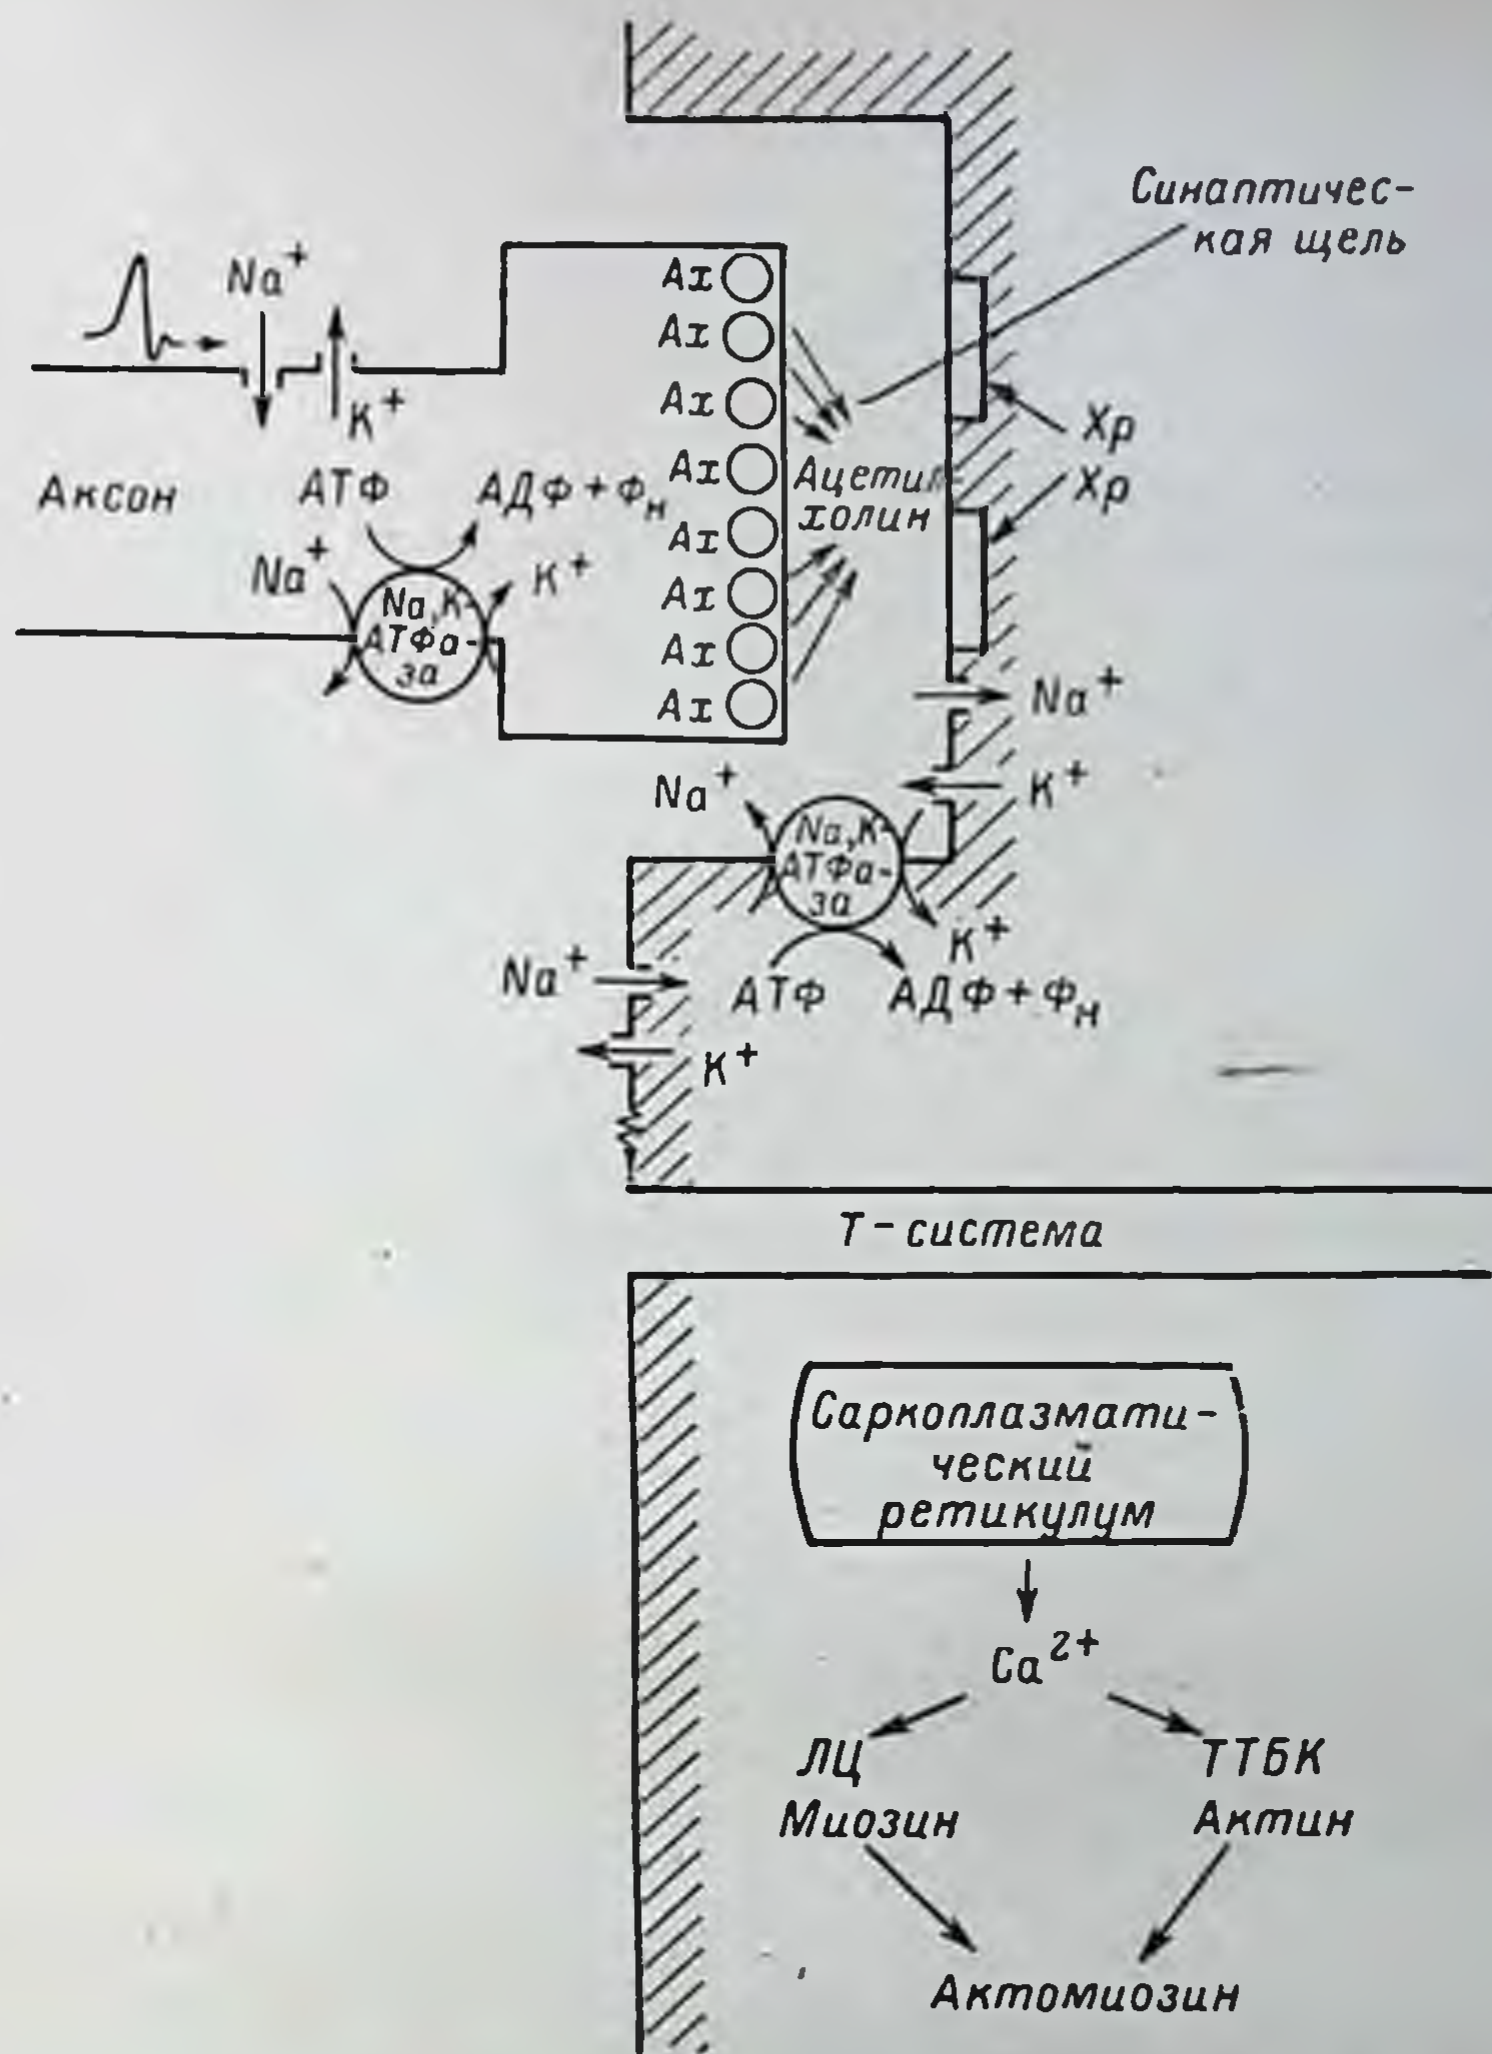 Синаптичес-
кая щель
Na⁺
K⁺
Аксон
АТФ
АДФ + Фн
Na⁺
K⁺
Na, K-
АТФа-
за
Ах
Ах
Ах
Ах
Ах
Ах
Ах
Ах
Ацетил
холин
Хр
Хр
Na⁺
K⁺
Na⁺
Na, K-
АТФа-
за
K⁺
АТФ
АДФ + Фн
Na⁺
K⁺
Т-система
Саркоплазмати-
ческий
ретикулум
Ca²⁺
ЛЦ
Миозин
ТТБК
Актин
Актомиозин